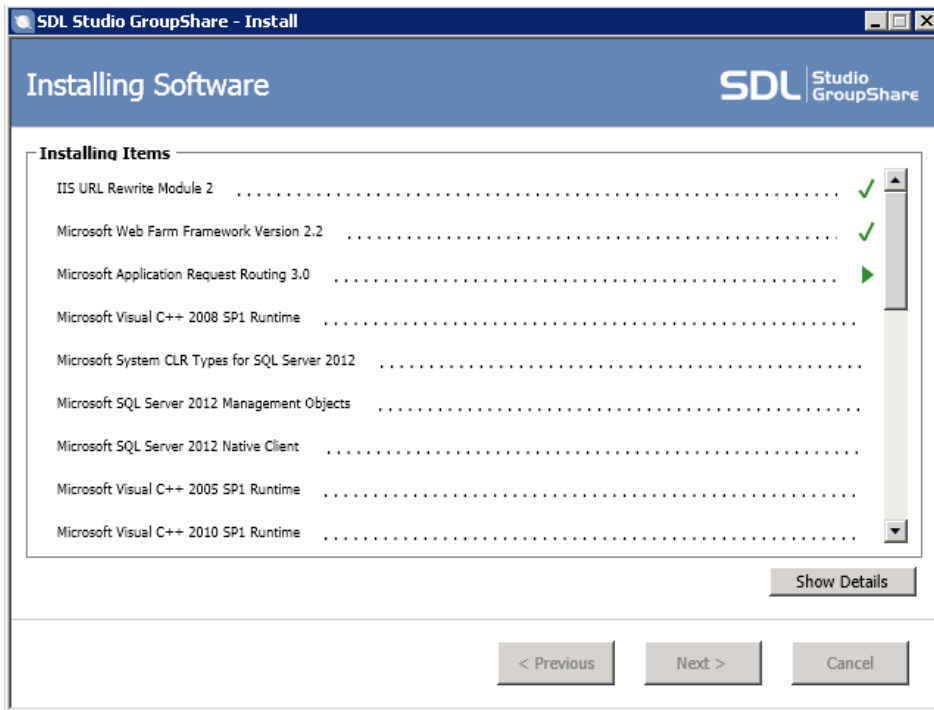 SDL Studio GroupShare - Install
Installing Software
SDL Studio GroupShare
Installing Items
IIS URL Rewrite Module 2
Microsoft Web Farm Framework Version 2.2
Microsoft Application Request Routing 3.0
Microsoft Visual C++ 2008 SP1 Runtime
Microsoft System CLR Types for SQL Server 2012
Microsoft SQL Server 2012 Management Objects
Microsoft SQL Server 2012 Native Client
Microsoft Visual C++ 2005 SP1 Runtime
Microsoft Visual C++ 2010 SP1 Runtime
Show Details
< Previous
Next >
Cancel